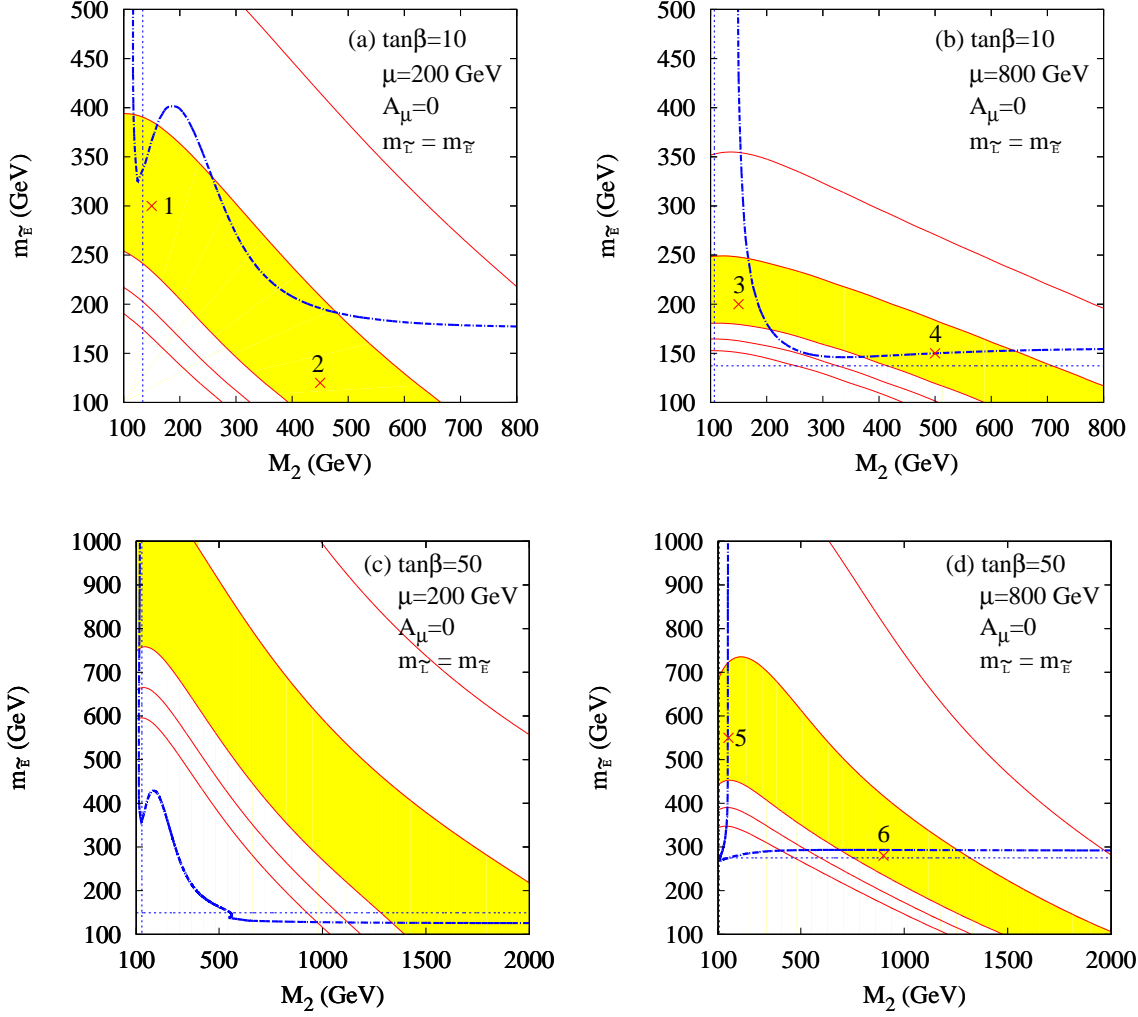 500
450
400
350
300
250
200
150
100
m_Ẽ (GeV)
(a) tanβ=10
μ=200 GeV
A_μ=0
m_L̃ = m_Ẽ
1
2
100 200 300 400 500 600 700 800
M_2 (GeV)
500
450
400
350
300
250
200
150
100
m_Ẽ (GeV)
(b) tanβ=10
μ=800 GeV
A_μ=0
m_L̃ = m_Ẽ
3
4
100 200 300 400 500 600 700 800
M_2 (GeV)
1000
900
800
700
600
500
400
300
200
100
m_Ẽ (GeV)
(c) tanβ=50
μ=200 GeV
A_μ=0
m_L̃ = m_Ẽ
100 500 1000 1500 2000
M_2 (GeV)
1000
900
800
700
600
500
400
300
200
100
m_Ẽ (GeV)
(d) tanβ=50
μ=800 GeV
A_μ=0
m_L̃ = m_Ẽ
5
6
100 500 1000 1500 2000
M_2 (GeV)